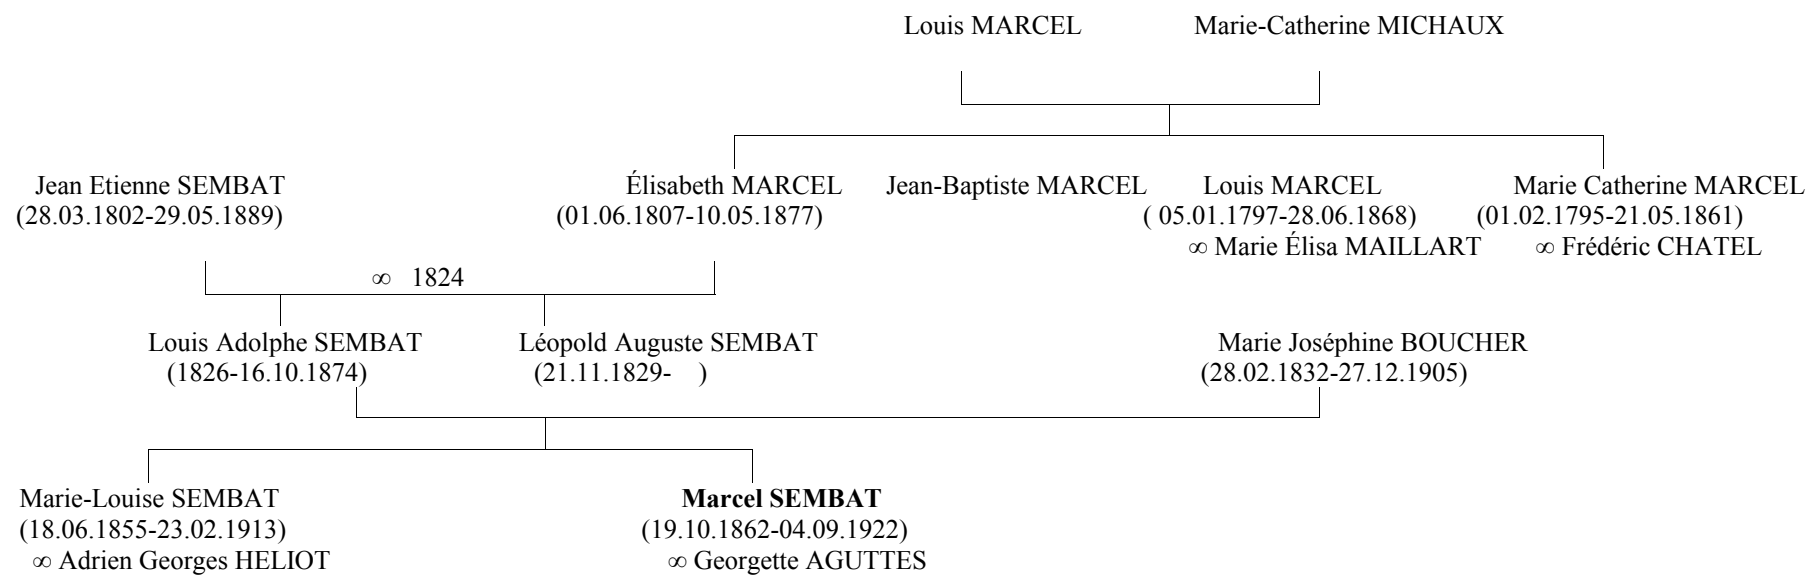 Louis MARCEL Marie-Catherine MICHAUX
Jean Etienne SEMBAT Élisabeth MARCEL Jean-Baptiste MARCEL Louis MARCEL Marie Catherine MARCEL
(28.03.1802-29.05.1889) (01.06.1807-10.05.1877) ( 05.01.1797-28.06.1868) (01.02.1795-21.05.1861)
∞ Marie Élisa MAILLART ∞ Frédéric CHATEL
∞ 1824
Louis Adolphe SEMBAT Léopold Auguste SEMBAT Marie Joséphine BOUCHER
(1826-16.10.1874) (21.11.1829- ) (28.02.1832-27.12.1905)
Marie-Louise SEMBAT Marcel SEMBAT
(18.06.1855-23.02.1913) (19.10.1862-04.09.1922)
∞ Adrien Georges HELIOT ∞ Georgette AGUTTES